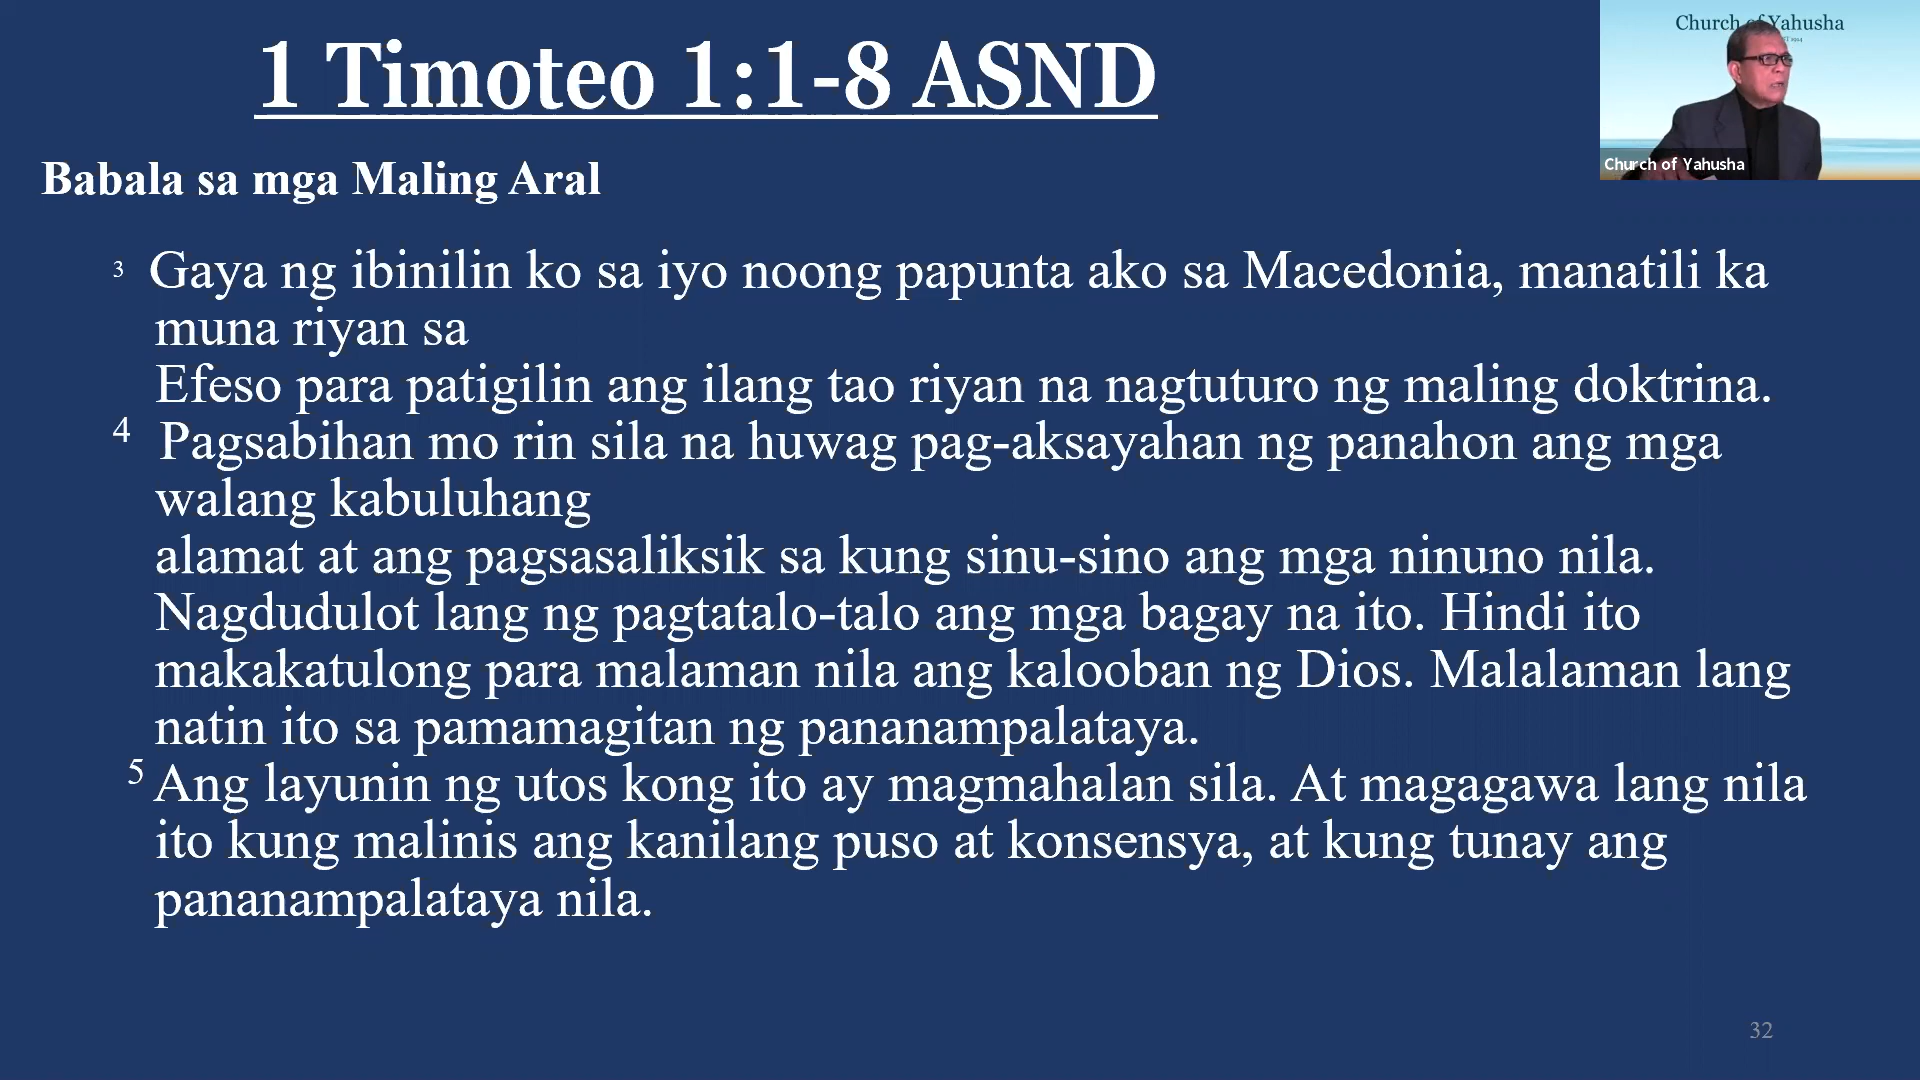 1 Timoteo 1:1-8 ASND
Church of Yahusha
Church of Yahusha
Babala sa mga Maling Aral
3 Gaya ng ibinilin ko sa iyo noong papunta ako sa Macedonia, manatili ka
muna riyan sa
Efeso para patigilin ang ilang tao riyan na nagtuturo ng maling doktrina.
4 Pagsabihan mo rin sila na huwag pag-aksayahan ng panahon ang mga
walang kabuluhang
alamat at ang pagsasaliksik sa kung sinu-sino ang mga ninuno nila.
Nagdudulot lang ng pagtatalo-talo ang mga bagay na ito. Hindi ito
makakatulong para malaman nila ang kalooban ng Dios. Malalaman lang
natin ito sa pamamagitan ng pananampalataya.
5 Ang layunin ng utos kong ito ay magmahalan sila. At magagawa lang nila
ito kung malinis ang kanilang puso at konsensya, at kung tunay ang
pananampalataya nila.
32